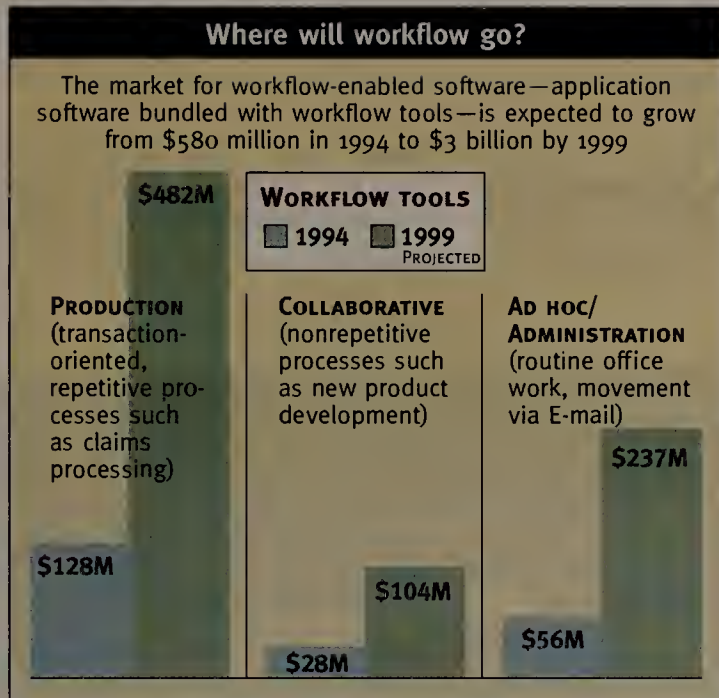 Where will workflow go?
The market for workflow-enabled software—application
software bundled with workflow tools—is expected to grow
from $580 million in 1994 to $3 billion by 1999
$482M
WORKFLOW TOOLS
1994 1999
PROJECTED
PRODUCTION
(transaction-
oriented,
repetitive pro-
cesses such
as claims
processing)
$128M
COLLABORATIVE
(nonrepetitive
processes such
as new product
development)
$104M
$28M
AD HOC/
ADMINISTRATION
(routine office
work, movement
via E-mail)
$237M
$56M